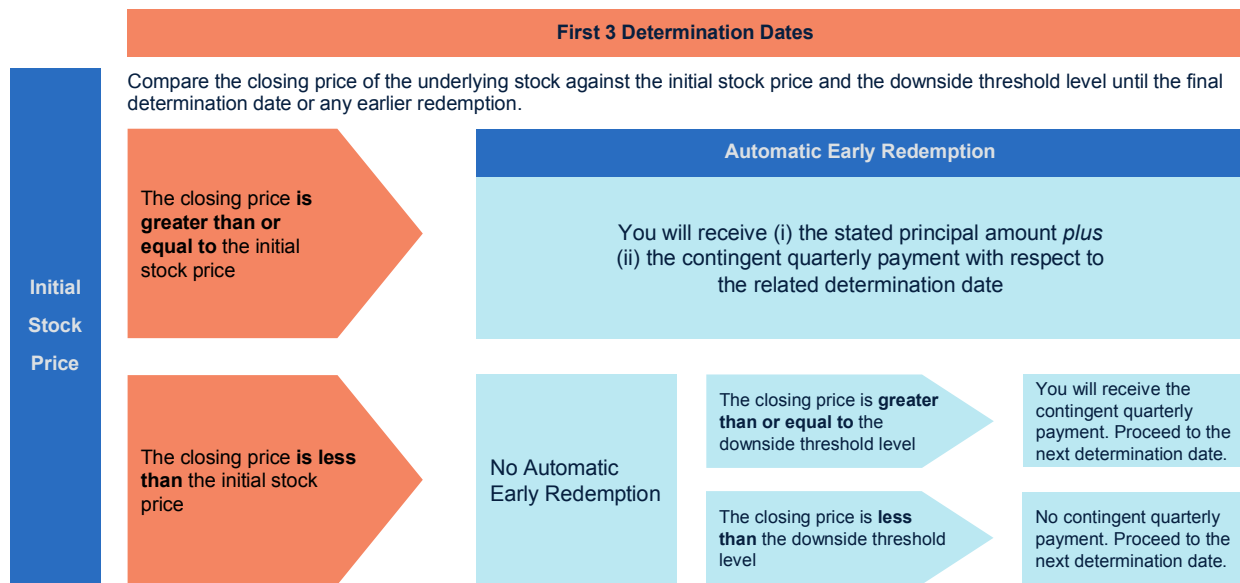 First 3 Determination Dates
Compare the closing price of the underlying stock against the initial stock price and the downside threshold level until the final
determination date or any earlier redemption.
Initial
Stock
Price
The closing price is
greater than or
equal to the initial
stock price
Automatic Early Redemption
You will receive (i) the stated principal amount plus
(ii) the contingent quarterly payment with respect to
the related determination date
The closing price is less
than the initial stock
price
No Automatic
Early Redemption
The closing price is greater
than or equal to the
downside threshold level
You will receive the
contingent quarterly
payment. Proceed to the
next determination date.
The closing price is less
than the downside threshold
level
No contingent quarterly
payment. Proceed to the
next determination date.